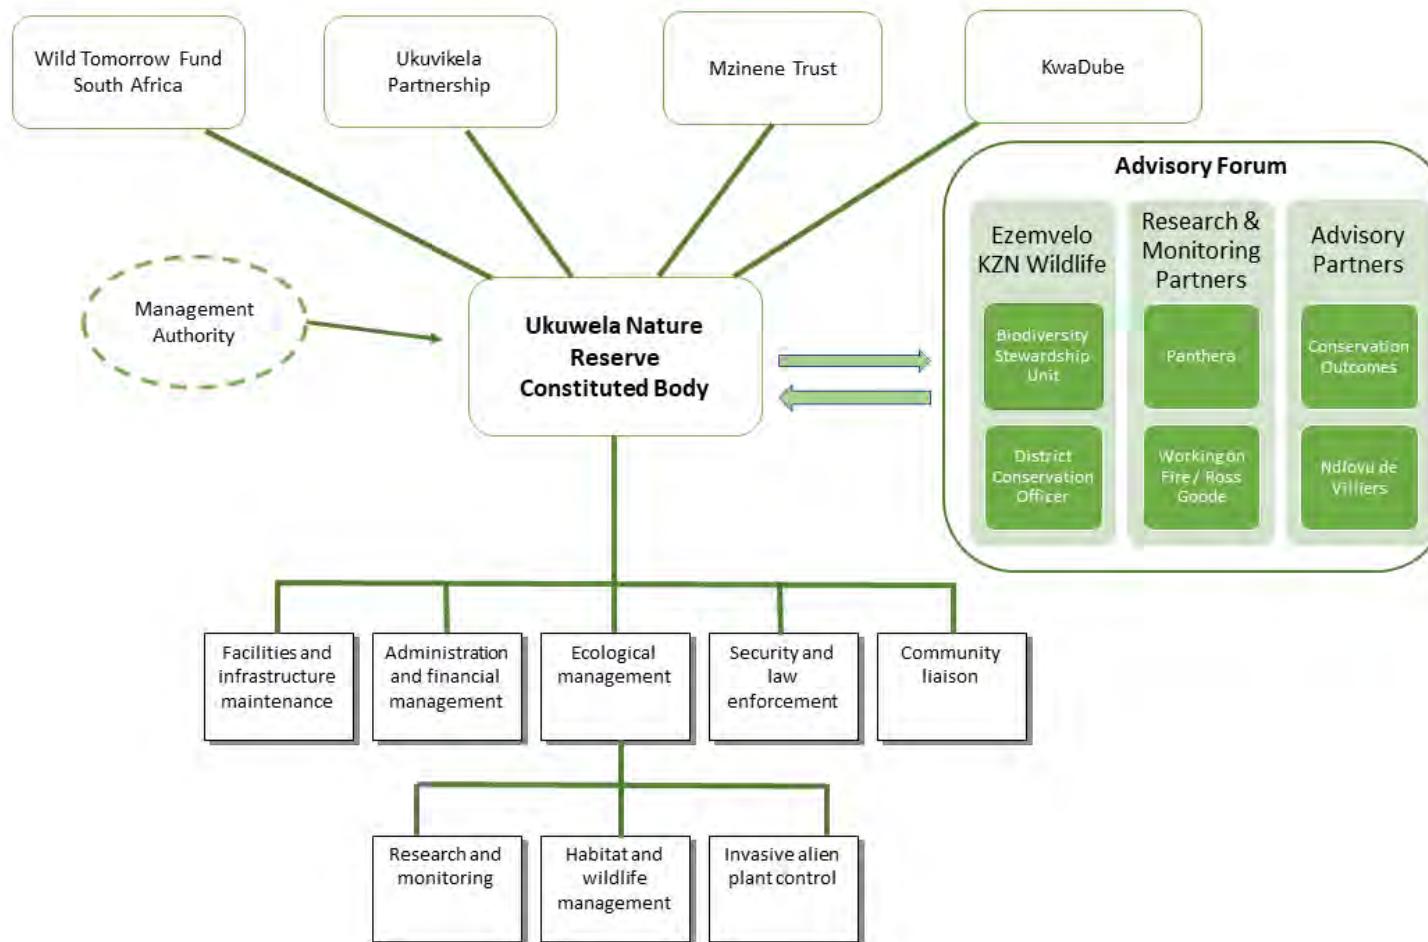 Wild Tomorrow Fund
South Africa
Ukuvikela
Partnership
Mzinene Trust
KwaDube
Advisory Forum
Ezemvelo
KZN Wildlife
Biodiversity
Stewardship
Unit
District
Conservation
Officer
Research &
Monitoring
Partners
Panthera
Working on
Fire / Ross
Goode
Advisory
Partners
Conservation
Outcomes
Ndlovu de
Villiers
Management
Authority
Ukuwela Nature
Reserve
Constituted Body
Facilities and
infrastructure
maintenance
Administration
and financial
management
Ecological
management
Security and
law
enforcement
Community
liaison
Research and
monitoring
Habitat and
wildlife
management
Invasive alien
plant control